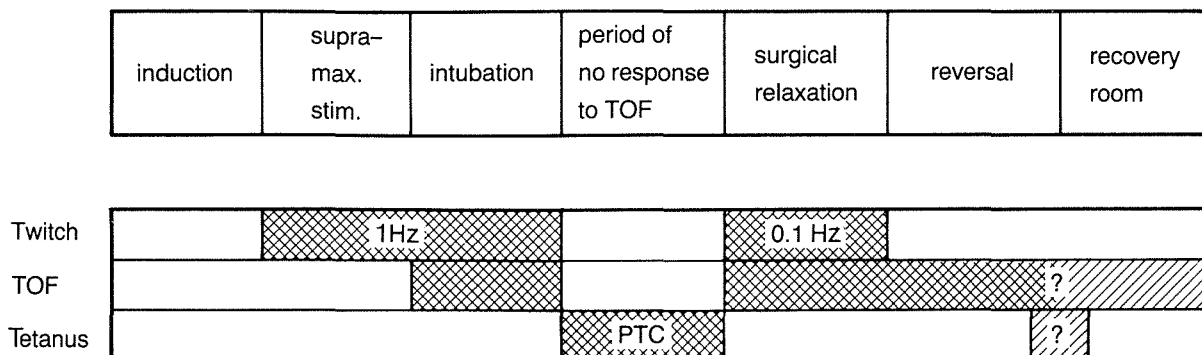 induction
supra–
max.
stim.
intubation
period of
no response
to TOF
surgical
relaxation
reversal
recovery
room
Twitch
1Hz
0.1 Hz
TOF
?
Tetanus
PTC
?